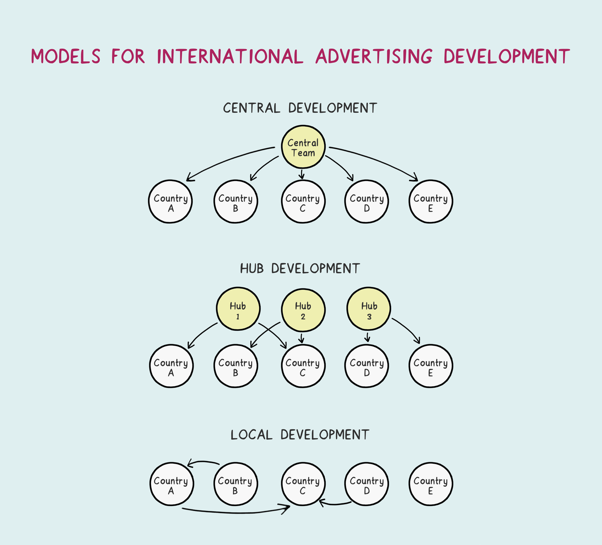 MODELS FOR INTERNATIONAL ADVERTISING DEVELOPMENT
CENTRAL DEVELOPMENT
Central
Team
Country
A
Country
B
Country
C
Country
D
Country
E
HUB DEVELOPMENT
Hub
1
Hub
2
Hub
3
Country
A
Country
B
Country
C
Country
D
Country
E
LOCAL DEVELOPMENT
Country
A
Country
B
Country
C
Country
D
Country
E